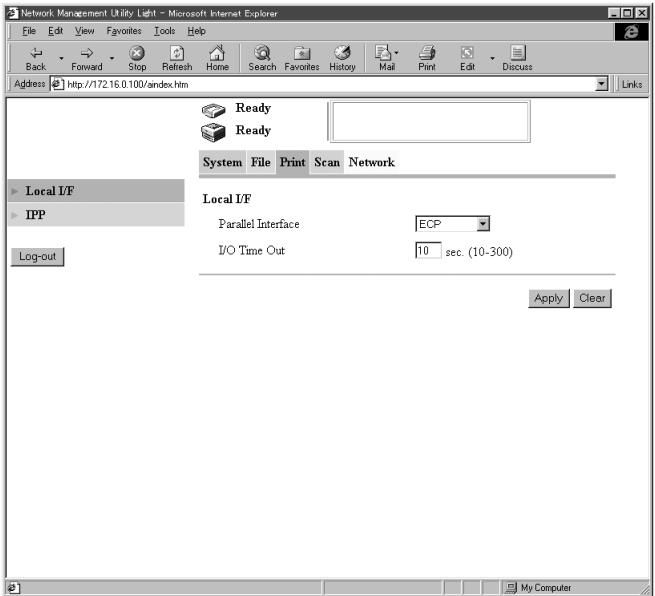 Network Management Utility Light - Microsoft Internet Explorer
File Edit View Favorites Tools Help
Back Forward Stop Refresh Home Search Favorites History Mail Print Edit Discuss
Address http://172.16.0.100/aindex.htm Links
Ready
Ready
System File Print Scan Network
Local I/F
IPP
Log-out
Local I/F
Parallel Interface ECP
I/O Time Out 10 sec. (10-300)
Apply Clear
My Computer